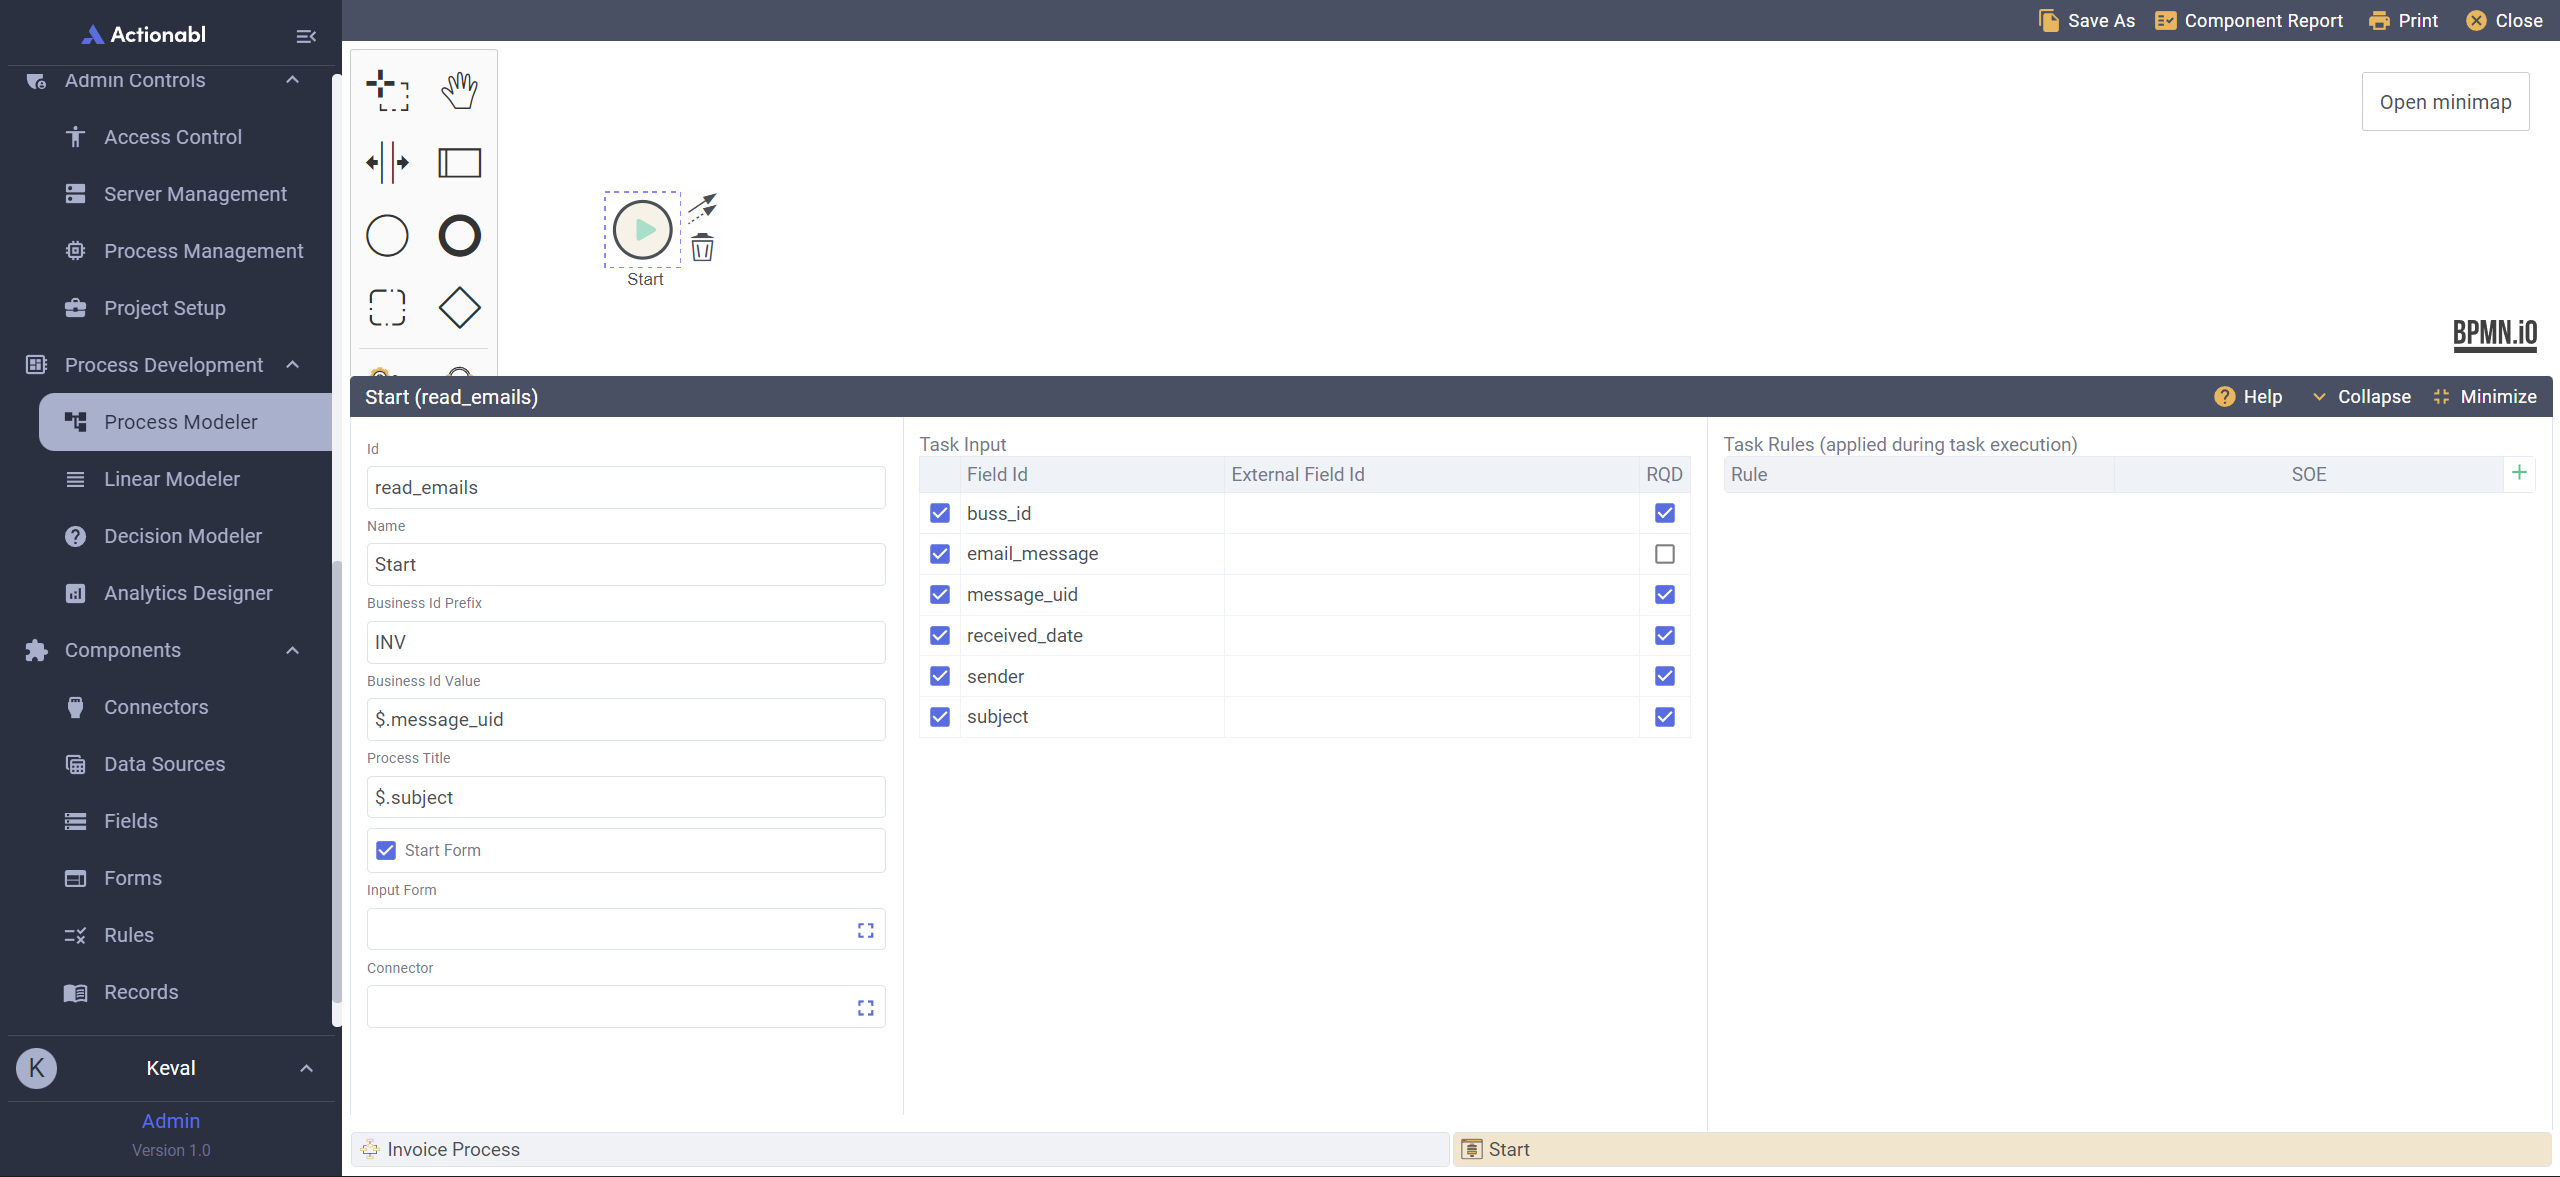 Actionabl
Save As
Component Report
Print
Close
Admin Controls
Access Control
Server Management
Process Management
Project Setup
Process Development
Process Modeler
Linear Modeler
Decision Modeler
Analytics Designer
Components
Connectors
Data Sources
Fields
Forms
Rules
Records
K
Keval
Admin
Version 1.0
Open minimap
Start
BPMN.iO
Start (read_emails)
Help
Collapse
Minimize
Id
read_emails
Name
Start
Business Id Prefix
INV
Business Id Value
$.message_uid
Process Title
$.subject
Start Form
Input Form
Connector
Task Input
Field Id External Field Id RQD
buss_id
email_message
message_uid
received_date
sender
subject
Task Rules (applied during task execution)
Rule SOE
Invoice Process
Start